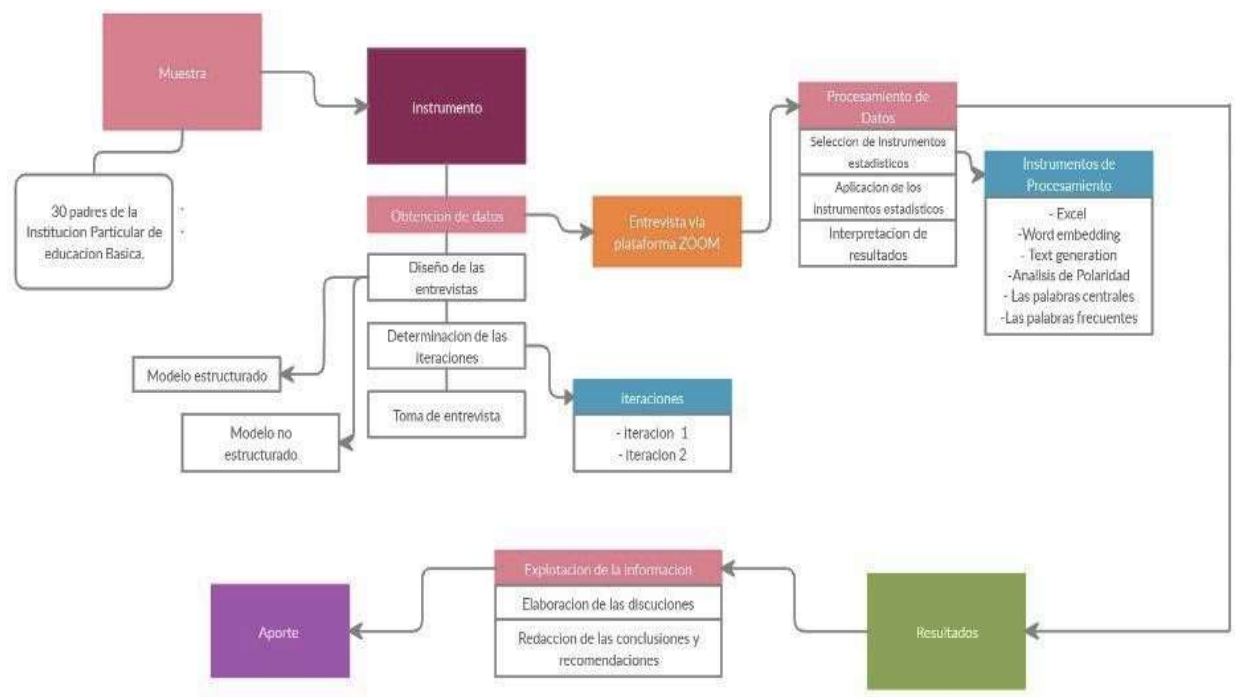 Muestra
30 padres de la
Institucion Particular de
educacion Basica.
Instrumento
Obtencion de datos
Diseño de las
entrevistas
Determinacion de las
iteraciones
Toma de entrevista
Modelo estructurado
Modelo no
estructurado
iteraciones
- iteracion 1
- iteracion 2
Entrevista via
plataforma ZOOM
Procesamiento de
Datos
Seleccion de Instrumentos
estadisticos
Aplicacion de los
instrumentos estadisticos
Interpretacion de
resultados
Instrumentos de
Procesamiento
- Excel
-Word embedding
- Text generation
-Analisis de Polaridad
- Las palabras centrales
-Las palabras frecuentes
Resultados
Explotacion de la informacion
Elaboracion de las discuciones
Redaccion de las conclusiones y
recomendaciones
Aporte